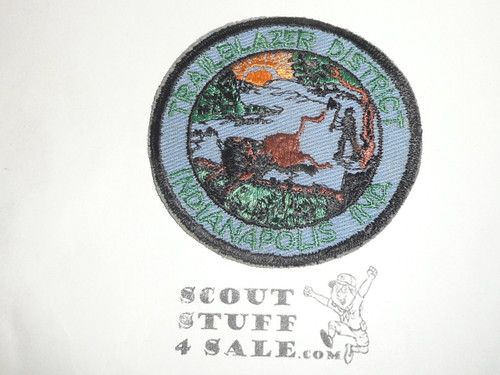 TRAILBLAZER DISTRICT
INDIANAPOLIS IND.
SCOUT
STUFF
4 SALE.COM